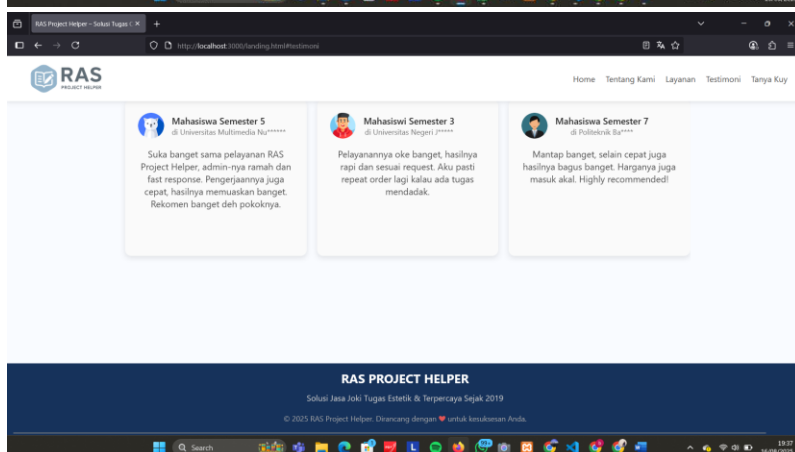 RAS Project Helper – Solusi Tugas (
http://localhost:3000/landing.html#testimoni
RAS
PROJECT HELPER
Home Tentang Kami Layanan Testimoni Tanya Kuy
Mahasiswa Semester 5
di Universitas Multimedia Nu******
Suka banget sama pelayanan RAS
Project Helper, admin-nya ramah dan
fast response. Pengerjaannya juga
cepat, hasilnya memuaskan banget.
Rekomen banget deh pokoknya.
Mahasiswi Semester 3
di Universitas Negeri J*****
Pelayanannya oke banget, hasilnya
rapi dan sesuai request. Aku pasti
repeat order lagi kalau ada tugas
mendadak.
Mahasiswa Semester 7
di Politeknik Ba****
Mantap banget, selain cepat juga
hasilnya bagus banget. Harganya juga
masuk akal. Highly recommended!
RAS PROJECT HELPER
Solusi Jasa Joki Tugas Estetik & Terpercaya Sejak 2019
© 2025 RAS Project Helper. Dirancang dengan ❤ untuk kesuksesan Anda.
Search
19:37